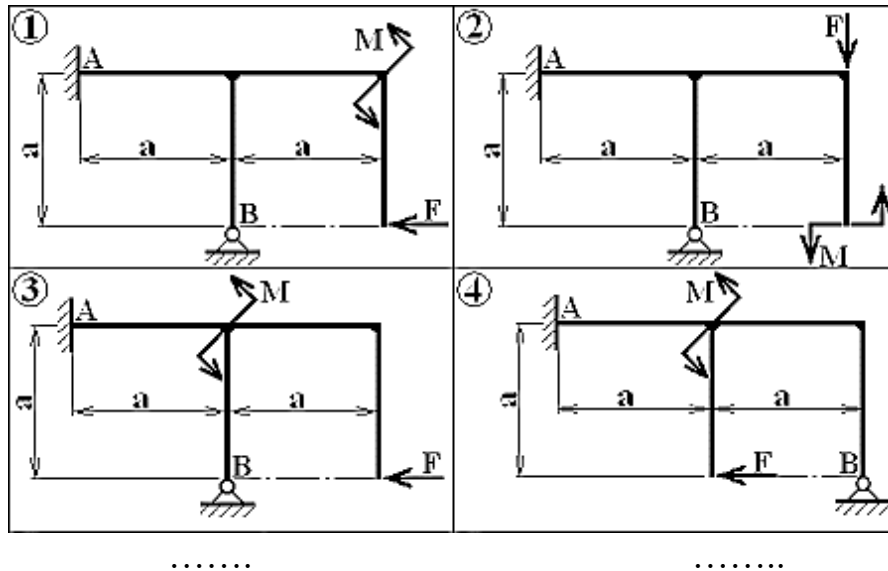 ① ②
A M F A
a a a a a a
B F B M
③ ④
A M A M
a a a a a a
B F F B
....... ........